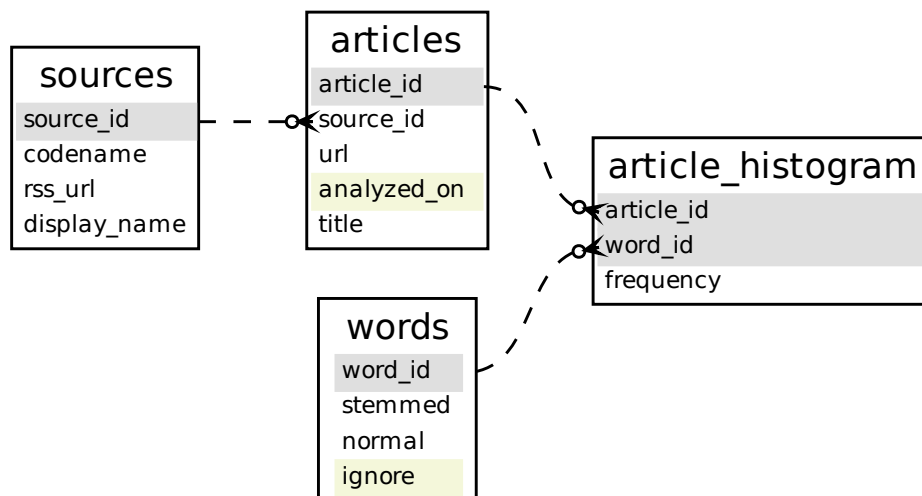 sources
source_id
codename
rss_url
display_name
articles
article_id
source_id
url
analyzed_on
title
article_histogram
article_id
word_id
frequency
words
word_id
stemmed
normal
ignore